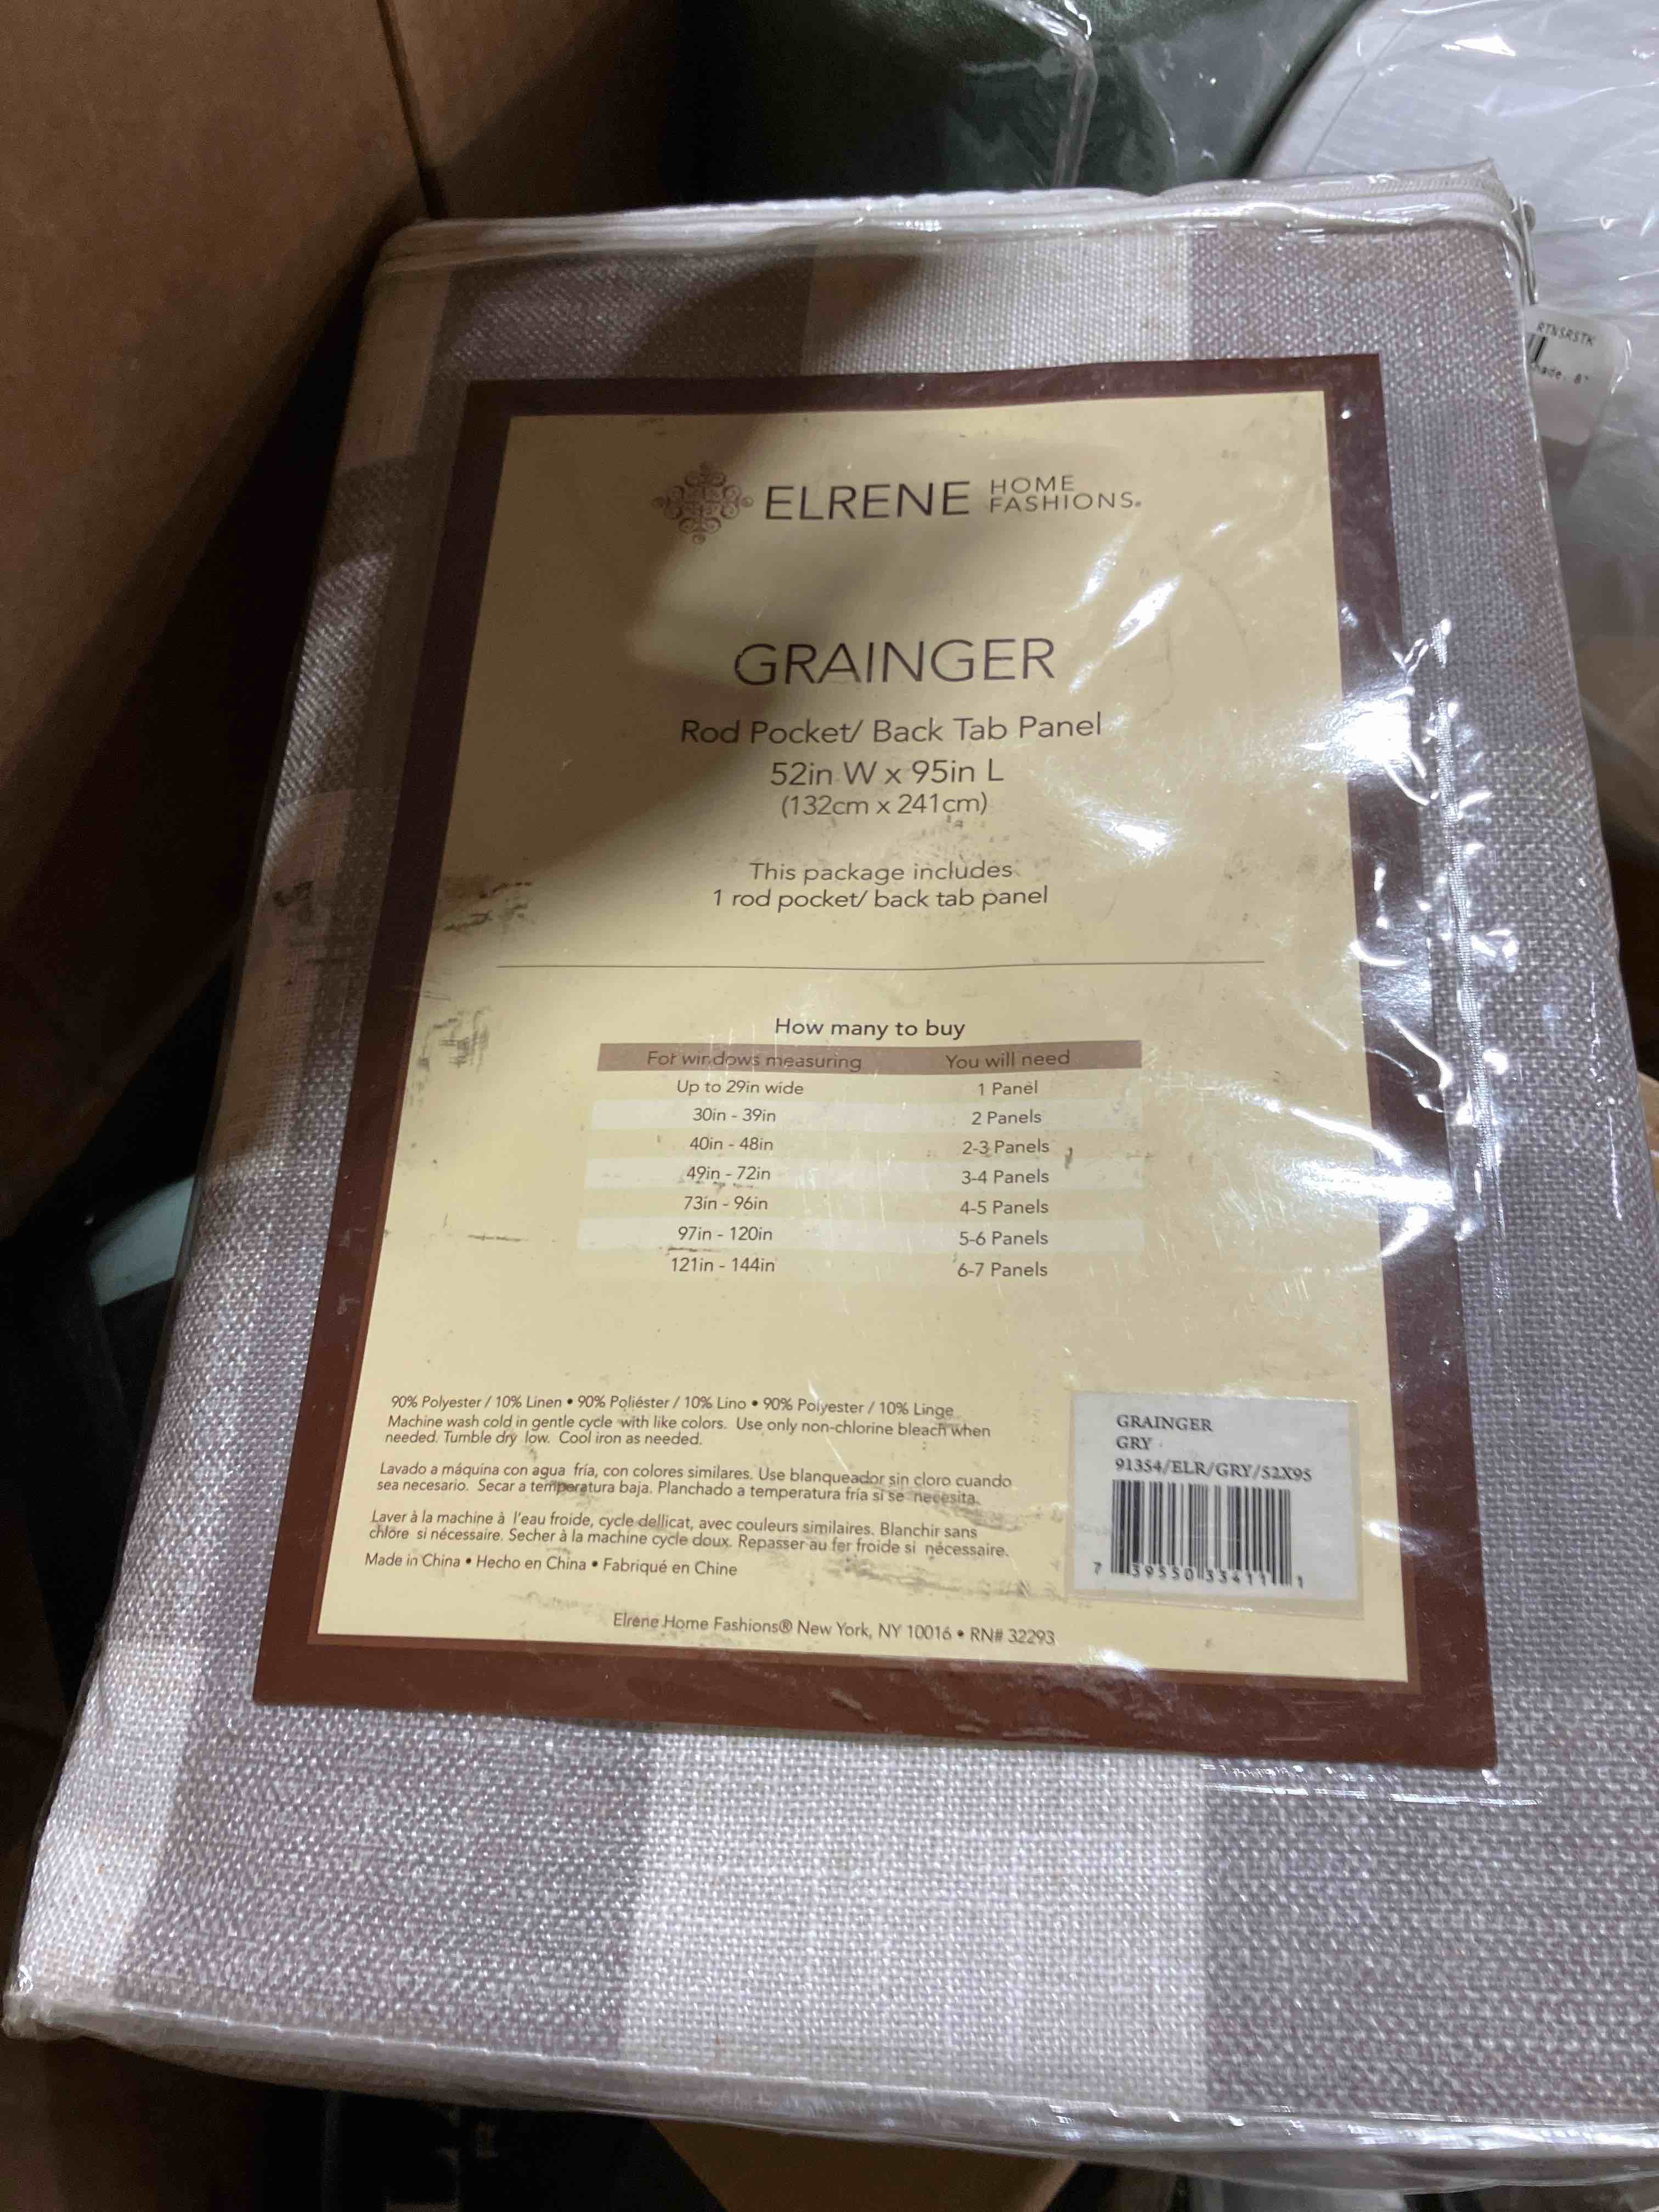 ELRENE HOME FASHIONS®
GRAINGER
Rod Pocket/ Back Tab Panel
52in W x 95in L
(132cm x 241cm)
This package includes
1 rod pocket/ back tab panel
How many to buy
For windows measuring You will need
Up to 29in wide 1 Panel
30in - 39in 2 Panels
40in - 48in 2-3 Panels
49in - 72in 3-4 Panels
73in - 96in 4-5 Panels
97in - 120in 5-6 Panels
121in - 144in 6-7 Panels
90% Polyester / 10% Linen • 90% Poliéster / 10% Lino • 90% Polyester / 10% Linge
Machine wash cold in gentle cycle with like colors. Use only non-chlorine bleach when
needed. Tumble dry low. Cool iron as needed.
Lavado a máquina con agua fría, con colores similares. Use blanqueador sin cloro cuando
sea necesario. Secar a temperatura baja. Planchado a temperatura fría si se necesita.
Laver à la machine à l'eau froide, cycle dellicat, avec couleurs similaires. Blanchir sans
chlore si nécessaire. Secher à la machine cycle doux. Repasser au fer froide si nécessaire.
Made in China • Hecho en China • Fabriqué en Chine
Elrene Home Fashions® New York, NY 10016 • RN# 32293
GRAINGER
GRY
91354/ELR/GRY/52X95
7 39550 33411 1
RTNSRSTK
hade, 8"